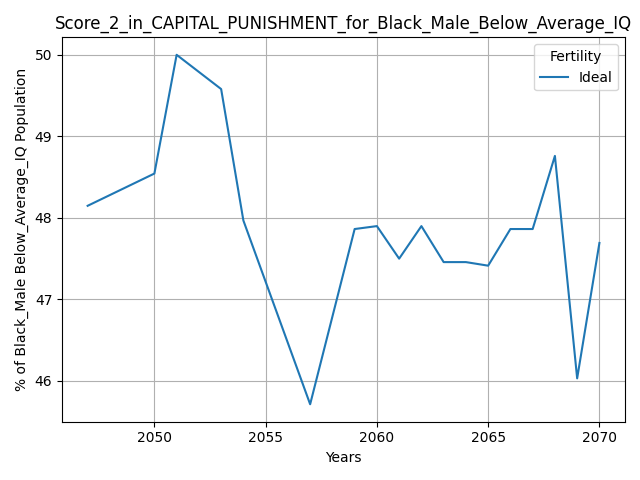 Score_2_in_CAPITAL_PUNISHMENT_for_Black_Male_Below_Average_IQ
Fertility
Ideal
% of Black_Male Below_Average_IQ Population
50
49
48
47
46
2050 2055 2060 2065 2070
Years